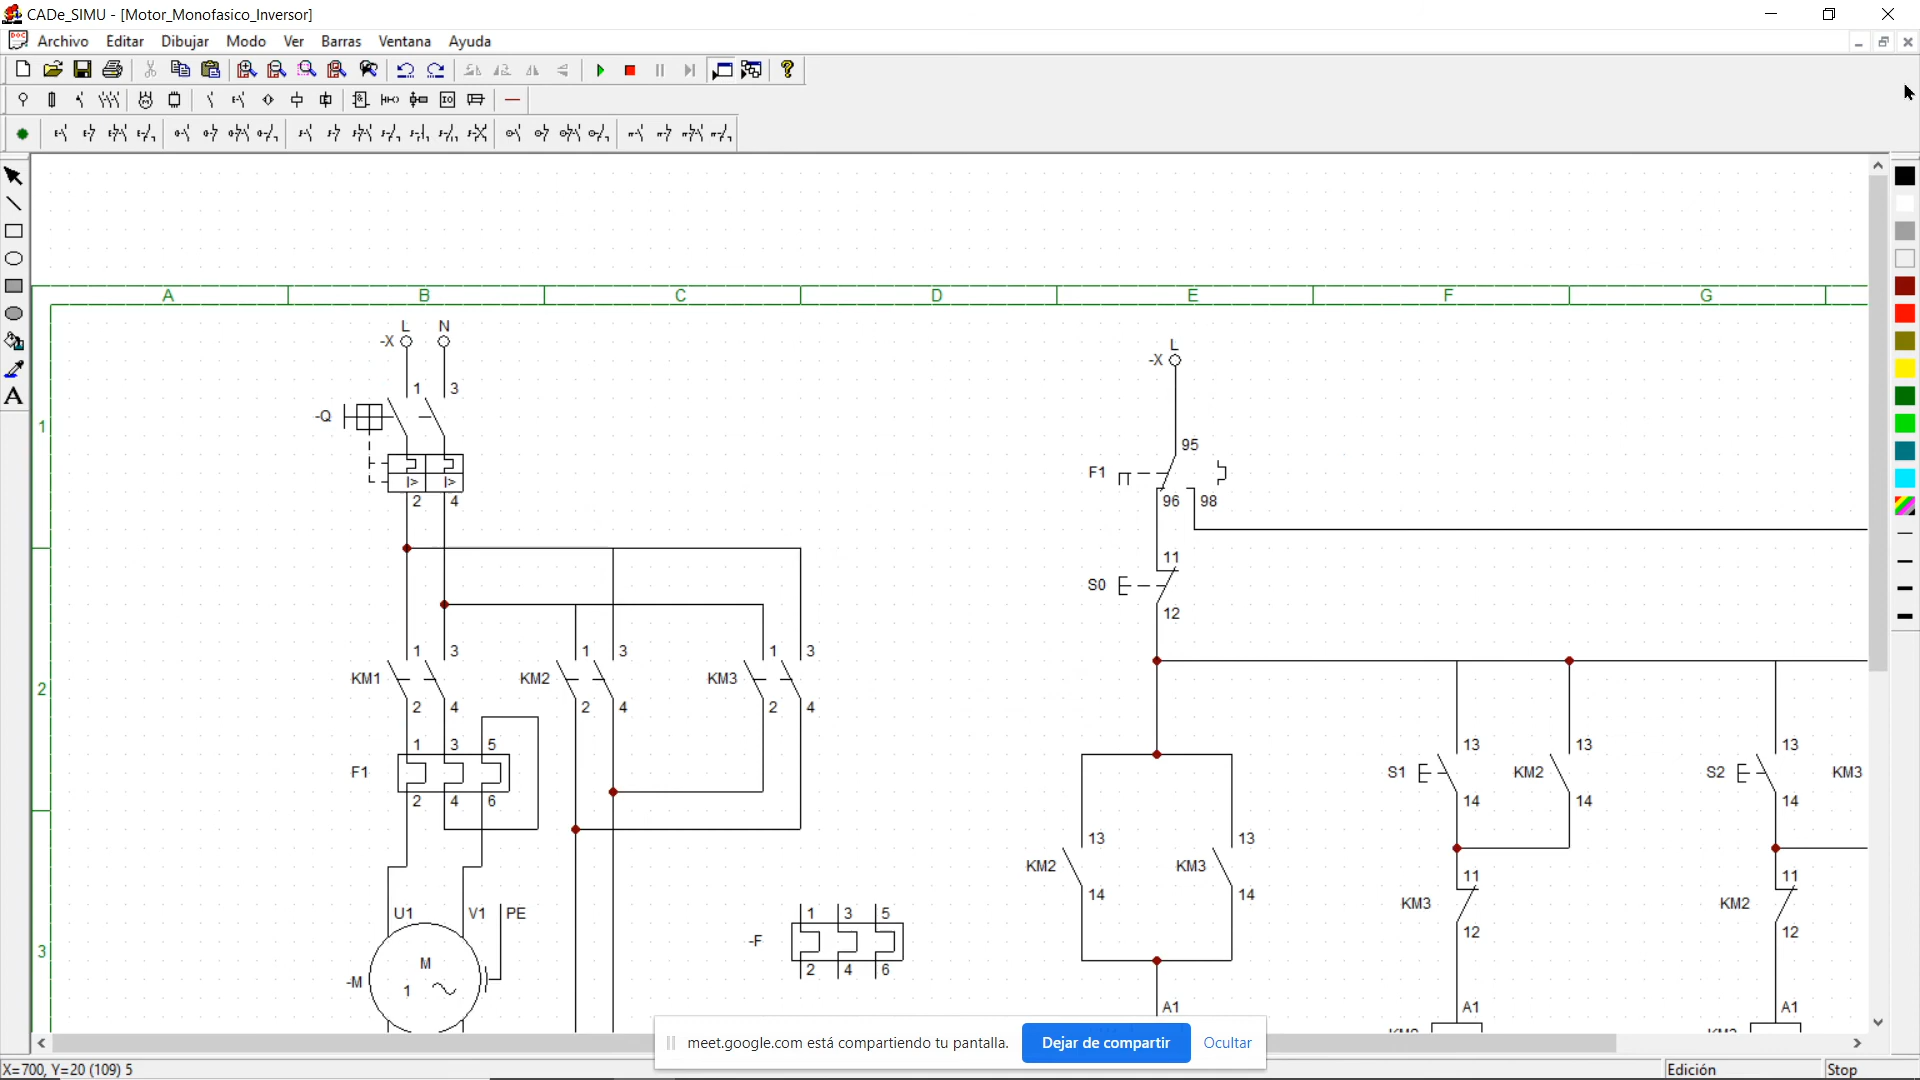 CADe_SIMU - [Motor_Monofasico_Inversor]
Archivo Editar Dibujar Modo Ver Barras Ventana Ayuda
A B C D E F G
L N
-X
L
-X
1 3
-Q
1
95
F1
2 4
96 98
11
S0
12
1 3 1 3 1 3
KM1 KM2 KM3
2
2 4 2 4 2 4
1 3 5
13 13 13
F1
S1 KM2 S2 KM3
2 4 6
14 14 14
13 13
KM2 KM3
11 11
14 14
KM3 KM2
U1 V1 PE
1 3 5
12 12
-F
3
M
2 4 6
-M
1
A1 A1 A1
meet.google.com está compartiendo tu pantalla. Dejar de compartir Ocultar
X=700, Y=20 (109) 5
Edición Stop